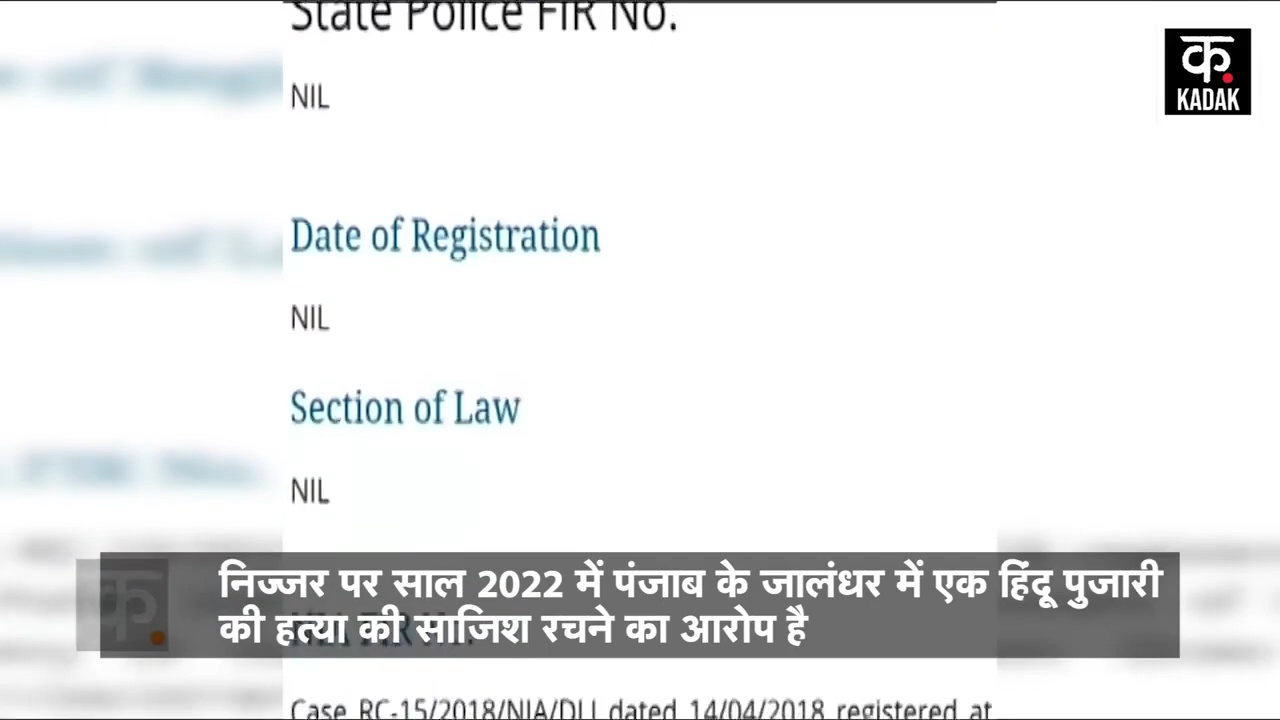 State Police FIR No.
क.
KADAK
NIL
Date of Registration
NIL
Section of Law
NIL
निज्जर पर साल 2022 में पंजाब के जालंधर में एक हिंदू पुजारी
की हत्या की साजिश रचने का आरोप है
Case RC-15/2018/NIA/DLI dated 14/04/2018 registered at